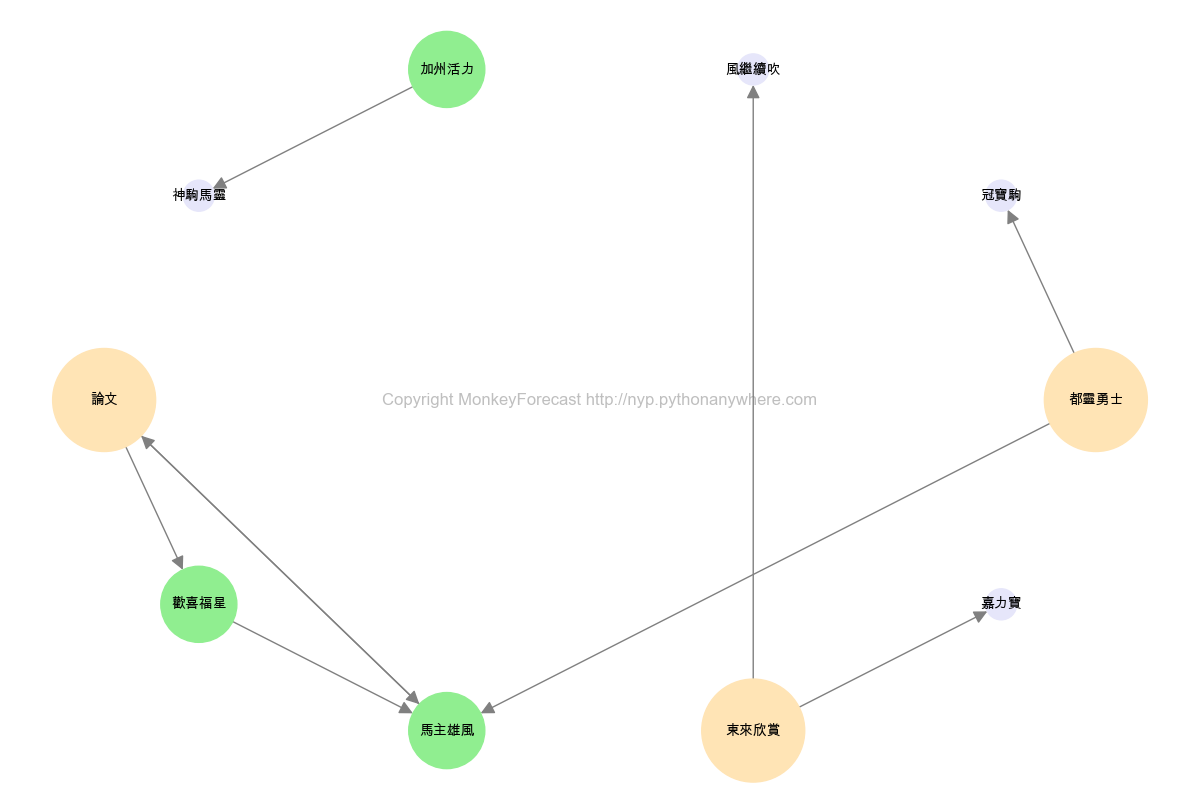 加州活力
風繼續吹
神駒馬靈
冠寶駒
論文
Copyright MonkeyForecast http://nyp.pythonanywhere.com
都靈勇士
歡喜福星
嘉力寶
馬主雄風
東來欣賞